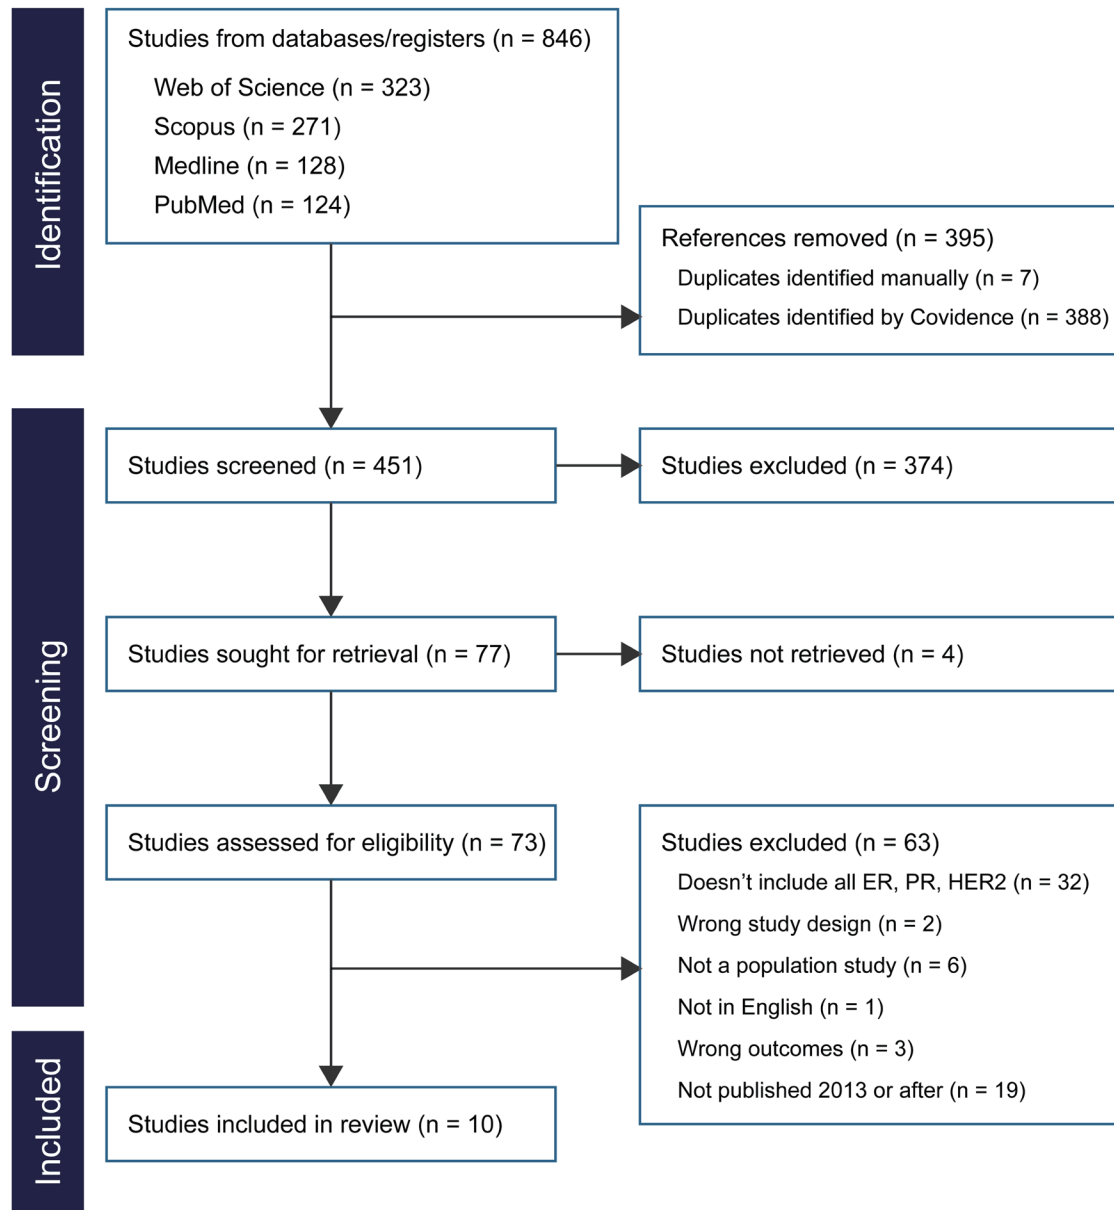 Identification
Studies from databases/registers (n = 846)
Web of Science (n = 323)
Scopus (n = 271)
Medline (n = 128)
PubMed (n = 124)
References removed (n = 395)
Duplicates identified manually (n = 7)
Duplicates identified by Covidence (n = 388)
Screening
Studies screened (n = 451)
Studies excluded (n = 374)
Studies sought for retrieval (n = 77)
Studies not retrieved (n = 4)
Studies assessed for eligibility (n = 73)
Studies excluded (n = 63)
Doesn’t include all ER, PR, HER2 (n = 32)
Wrong study design (n = 2)
Not a population study (n = 6)
Not in English (n = 1)
Wrong outcomes (n = 3)
Not published 2013 or after (n = 19)
Included
Studies included in review (n = 10)